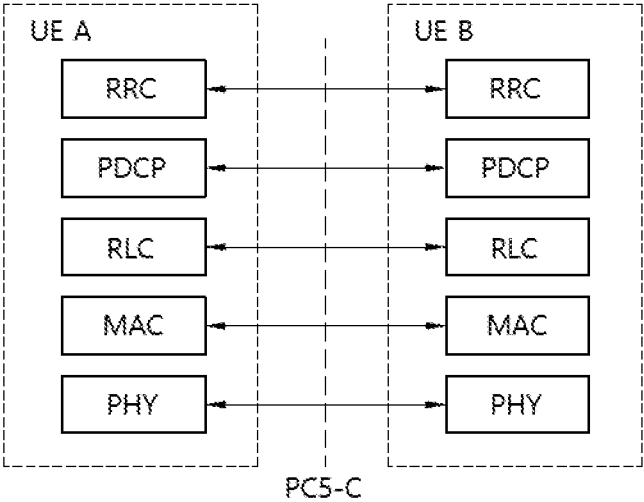 UE A UE B
RRC RRC
PDCP PDCP
RLC RLC
MAC MAC
PHY PHY
PC5-C